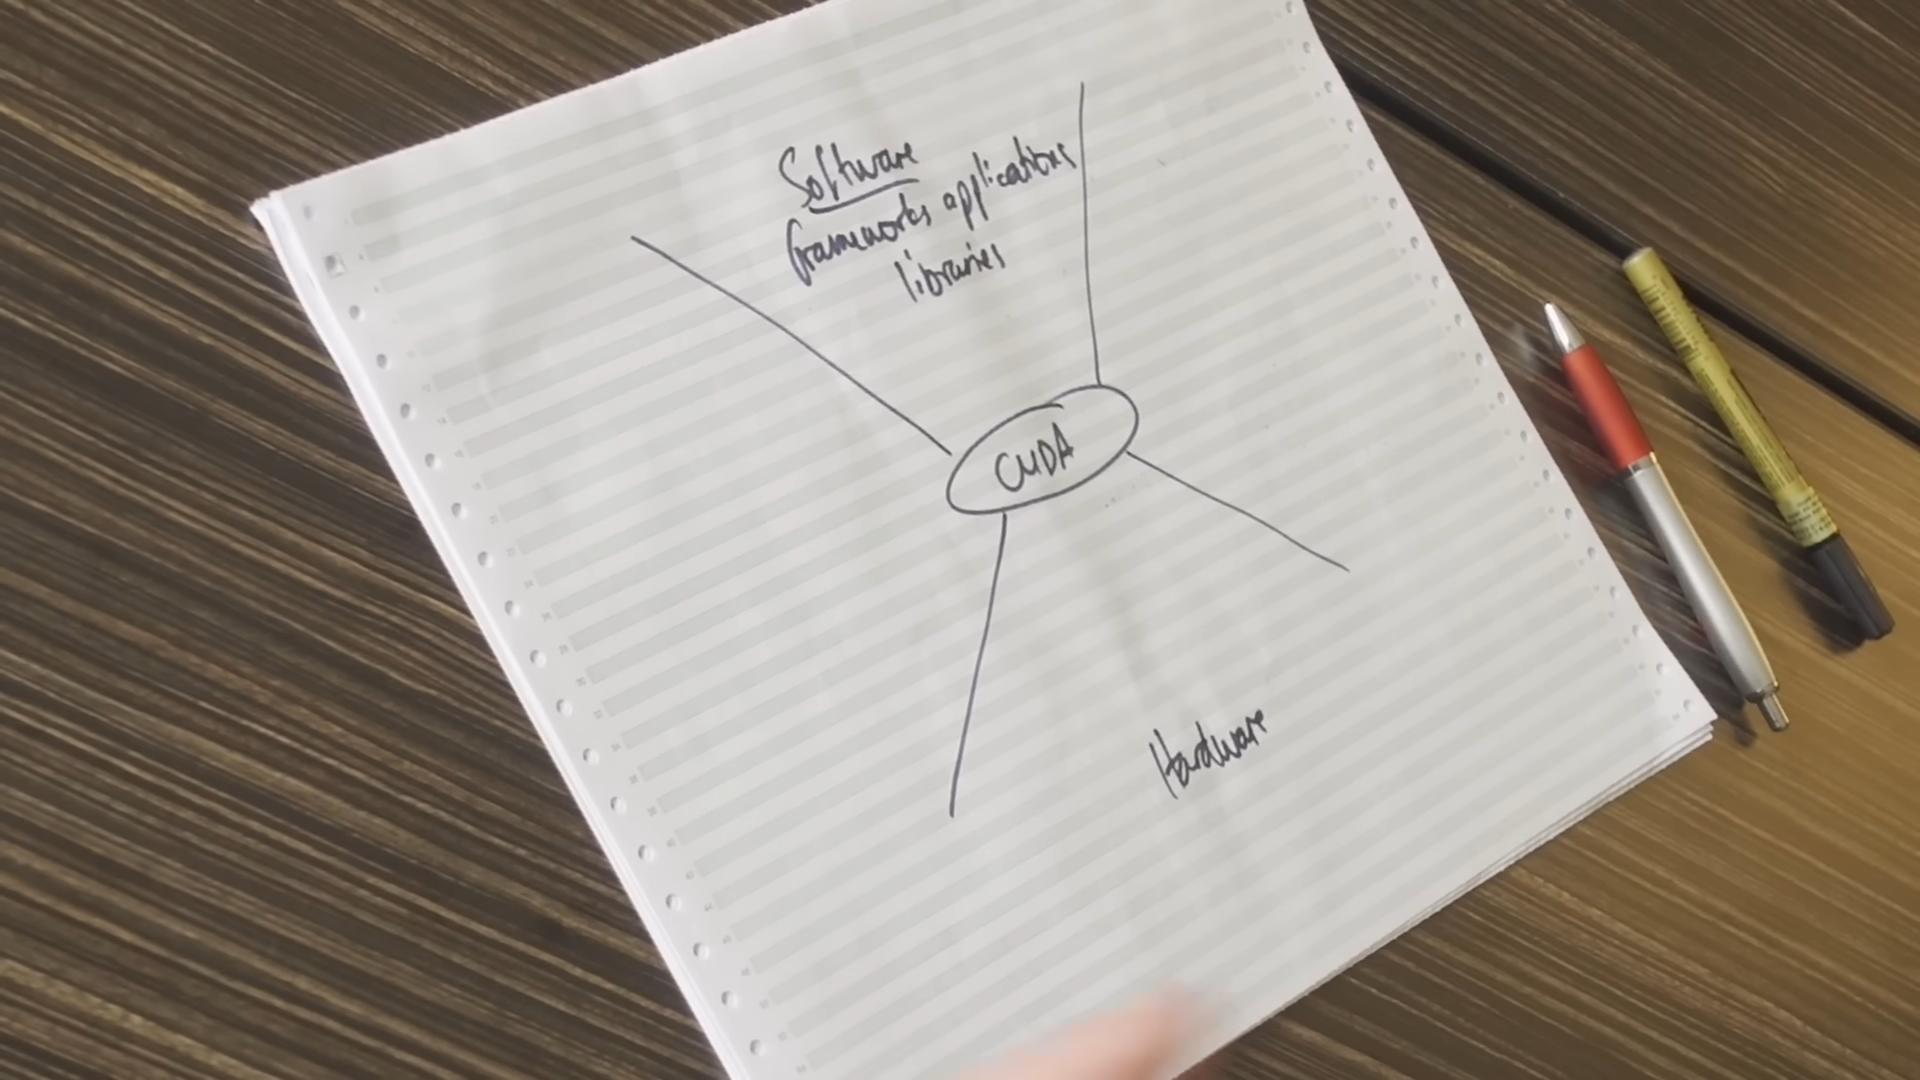 Software
frameworks applications
libraries
CUDA
Hardware